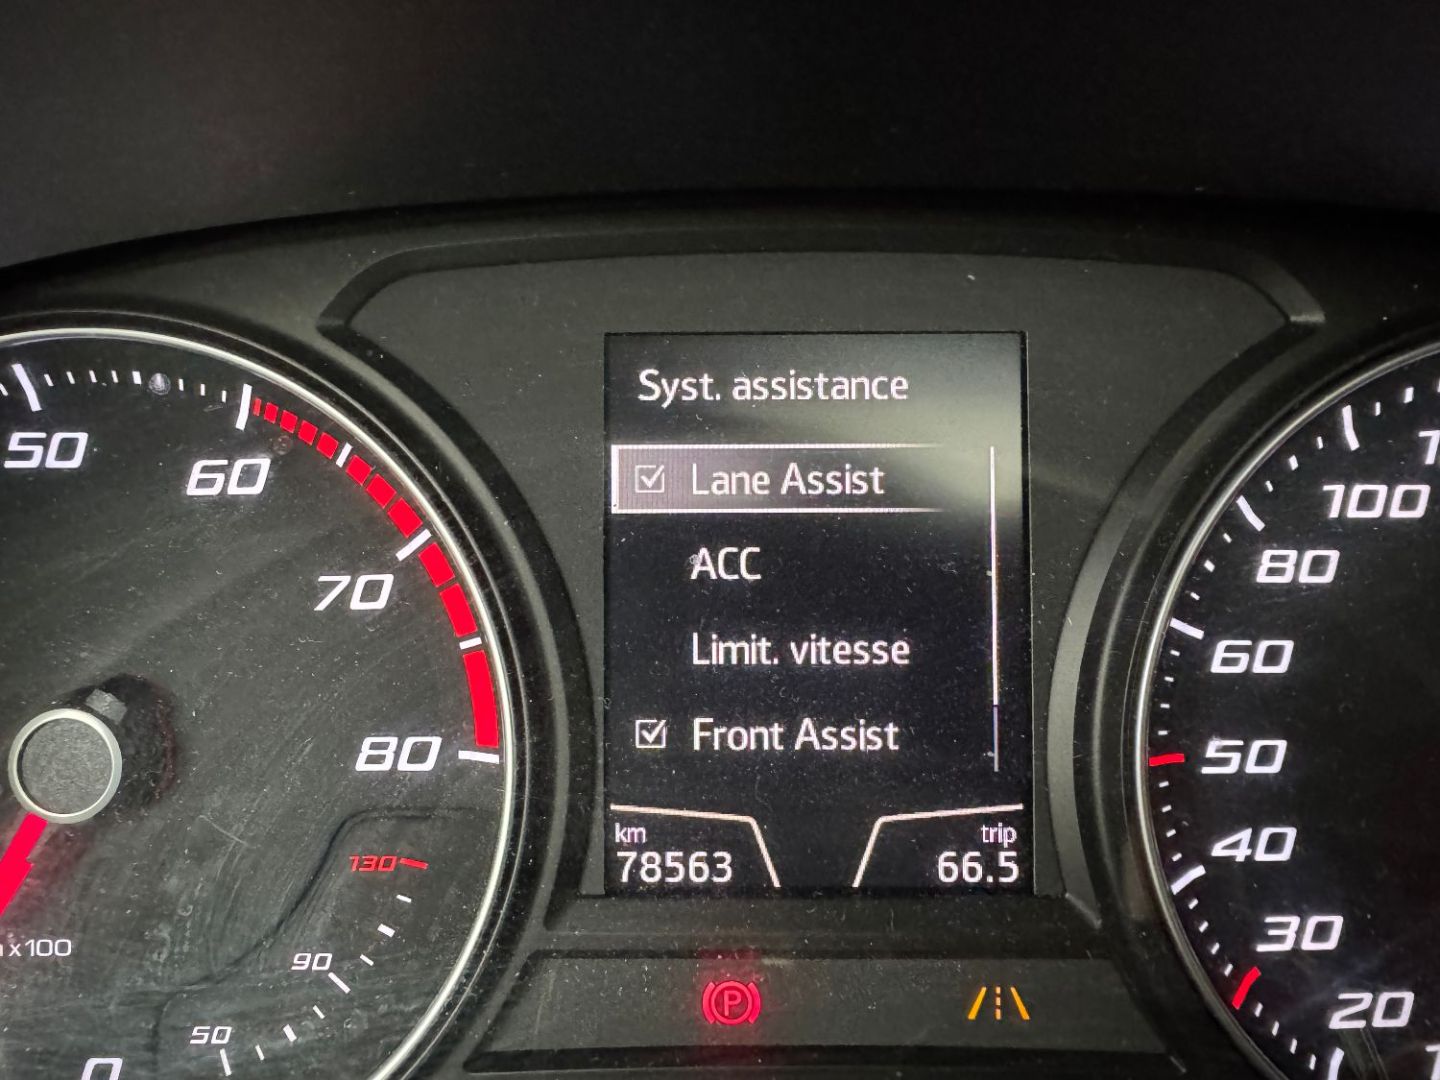 Syst. assistance
Lane Assist
ACC
Limit. vitesse
Front Assist
km
78563
trip
66.5
50
60
70
80
130
90
50
0
x100
100
80
60
50
40
30
20
P